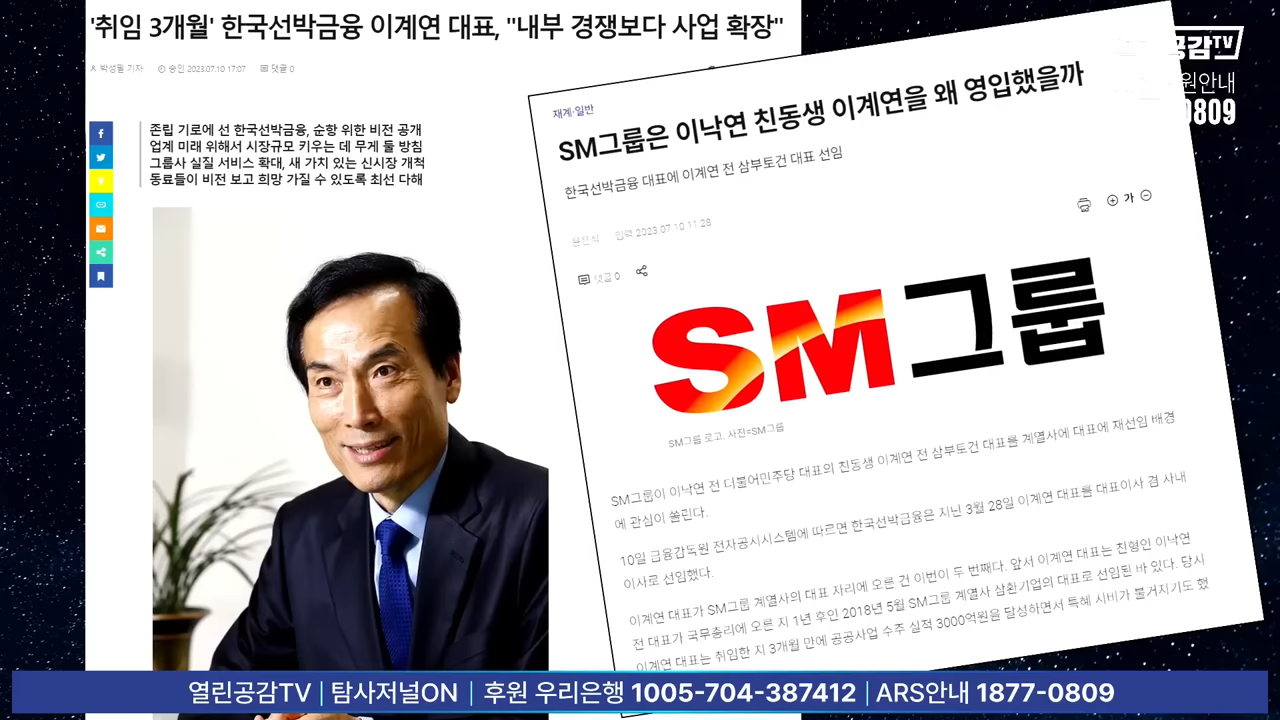 '취임 3개월' 한국선박금융 이계연 대표, "내부 경쟁보다 사업 확장"
박성필 기자 승인 2023.07.10 17:07 댓글 0
존립 기로에 선 한국선박금융, 순항 위한 비전 공개
업계 미래 위해서 시장규모 키우는 데 무게 둘 방침
그룹사 실질 서비스 확대, 새 가치 있는 신시장 개척
동료들이 비전 보고 희망 가질 수 있도록 최선 다해
재계·일반
SM그룹은 이낙연 친동생 이계연을 왜 영입했을까
한국선박금융 대표에 이계연 전 삼부토건 대표 선임
입력 2023.07.10 11:28
댓글 0
가
SM그룹
SM그룹 로고. 사진=SM그룹
SM그룹이 이낙연 전 더불어민주당 대표의 친동생 이계연 전 삼부토건 대표를 계열사에 대표에 재선임 배경
에 관심이 쏠린다.
10일 금융감독원 전자공시시스템에 따르면 한국선박금융은 지난 3월 28일 이계연 대표를 대표이사 겸 사내
이사로 선임했다.
이계연 대표가 SM그룹 계열사의 대표 자리에 오른 건 이번이 두 번째다. 앞서 이계연 대표는 친형인 이낙연
전 대표가 국무총리에 오른 지 1년 후인 2018년 5월 SM그룹 계열사 삼환기업의 대표로 선임된 바 있다. 당시
이계연 대표는 취임한 지 3개월 만에 공공사업 수주 실적 3000억원을 달성하면서 특혜 시비가 불거지기도 했
공감TV
원안내
0809
열린공감TV | 탐사저널ON | 후원 우리은행 1005-704-387412 | ARS안내 1877-0809